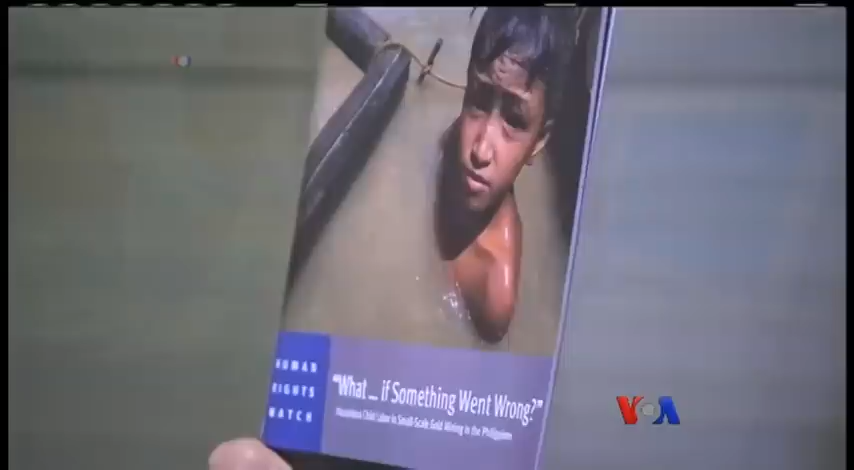 HUMAN
RIGHTS
WATCH
"What ... if Something Went Wrong?"
Hazardous Child Labor in Small-Scale Gold Mining in the Philippines
VOA